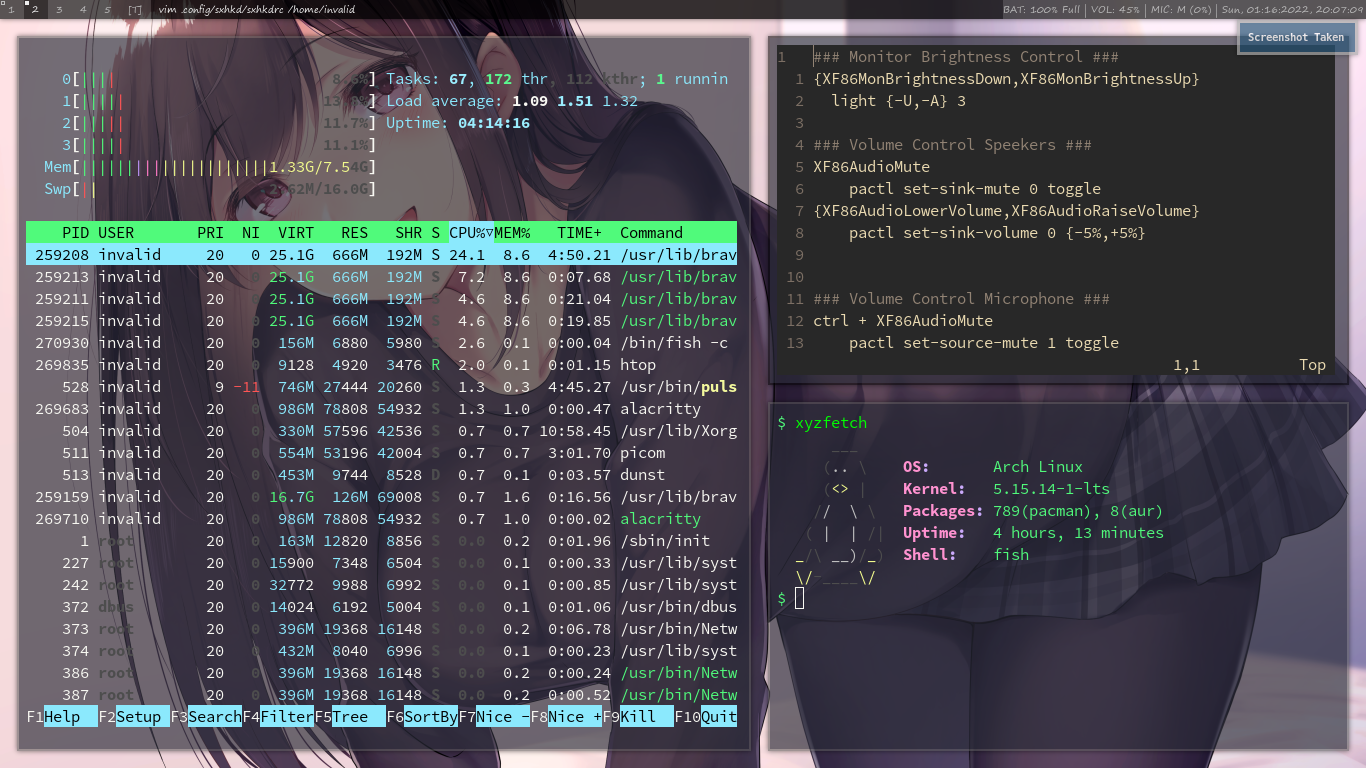 1 2 3 4 5 [T] vim .config/sxhkd/sxhkdrc /home/invalid
BAT: 100% Full | VOL: 45% | MIC: M (0%) | Sun, 01:16:2022, 20:07:09
Screenshot Taken
0[||||] Tasks: 67, 172 thr, 112 kthr; 1 runnin
1[|||||] Load average: 1.09 1.51 1.32
2[||||| 11.7%] Uptime: 04:14:16
3[||||| 11.1%]
Mem[|||||||||||||||||||||1.33G/7.54G]
Swp[|| /16.0G]
PID USER PRI NI VIRT RES SHR S CPU%▽MEM% TIME+ Command
259208 invalid 20 0 25.1G 666M 192M S 24.1 8.6 4:50.21 /usr/lib/brav
259213 invalid 20 0 25.1G 666M 192M S 7.2 8.6 0:07.68 /usr/lib/brav
259211 invalid 20 0 25.1G 666M 192M S 4.6 8.6 0:21.04 /usr/lib/brav
259215 invalid 20 0 25.1G 666M 192M S 4.6 8.6 0:19.85 /usr/lib/brav
270930 invalid 20 0 156M 6880 5980 S 2.6 0.1 0:00.04 /bin/fish -c
269835 invalid 20 0 9128 4920 3476 R 2.0 0.1 0:01.15 htop
528 invalid 9 -11 746M 27444 20260 S 1.3 0.3 4:45.27 /usr/bin/puls
269683 invalid 20 0 986M 78808 54932 S 1.3 1.0 0:00.47 alacritty
504 invalid 20 0 330M 57596 42536 S 0.7 0.7 10:58.45 /usr/lib/Xorg
511 invalid 20 0 554M 53196 42004 S 0.7 0.7 3:01.70 picom
513 invalid 20 0 453M 9744 8528 D 0.7 0.1 0:03.57 dunst
259159 invalid 20 0 16.7G 126M 69008 S 0.7 1.6 0:16.56 /usr/lib/brav
269710 invalid 20 0 986M 78808 54932 S 0.7 1.0 0:00.02 alacritty
1 root 20 0 163M 12820 8856 S 0.0 0.2 0:01.96 /sbin/init
227 root 20 0 15900 7348 6504 S 0.0 0.1 0:00.33 /usr/lib/syst
242 root 20 0 32772 9988 6992 S 0.0 0.1 0:00.85 /usr/lib/syst
372 dbus 20 0 14024 6192 5004 S 0.0 0.1 0:01.06 /usr/bin/dbus
373 root 20 0 396M 19368 16148 S 0.0 0.2 0:06.78 /usr/bin/Netw
374 root 20 0 432M 8040 6996 S 0.0 0.1 0:00.23 /usr/lib/syst
386 root 20 0 396M 19368 16148 S 0.0 0.2 0:00.24 /usr/bin/Netw
387 root 20 0 396M 19368 16148 S 0.0 0.2 0:00.52 /usr/bin/Netw
F1Help F2Setup F3SearchF4FilterF5Tree F6SortByF7Nice -F8Nice +F9Kill F10Quit
1 ### Monitor Brightness Control ###
1 {XF86MonBrightnessDown,XF86MonBrightnessUp}
2 light {-U,-A} 3
3
4 ### Volume Control Speekers ###
5 XF86AudioMute
6 pactl set-sink-mute 0 toggle
7 {XF86AudioLowerVolume,XF86AudioRaiseVolume}
8 pactl set-sink-volume 0 {-5%,+5%}
9
10
11 ### Volume Control Microphone ###
12 ctrl + XF86AudioMute
13 pactl set-source-mute 1 toggle
1,1 Top
$ xyzfetch
OS: Arch Linux
Kernel: 5.15.14-1-lts
Packages: 789(pacman), 8(aur)
Uptime: 4 hours, 13 minutes
Shell: fish
$